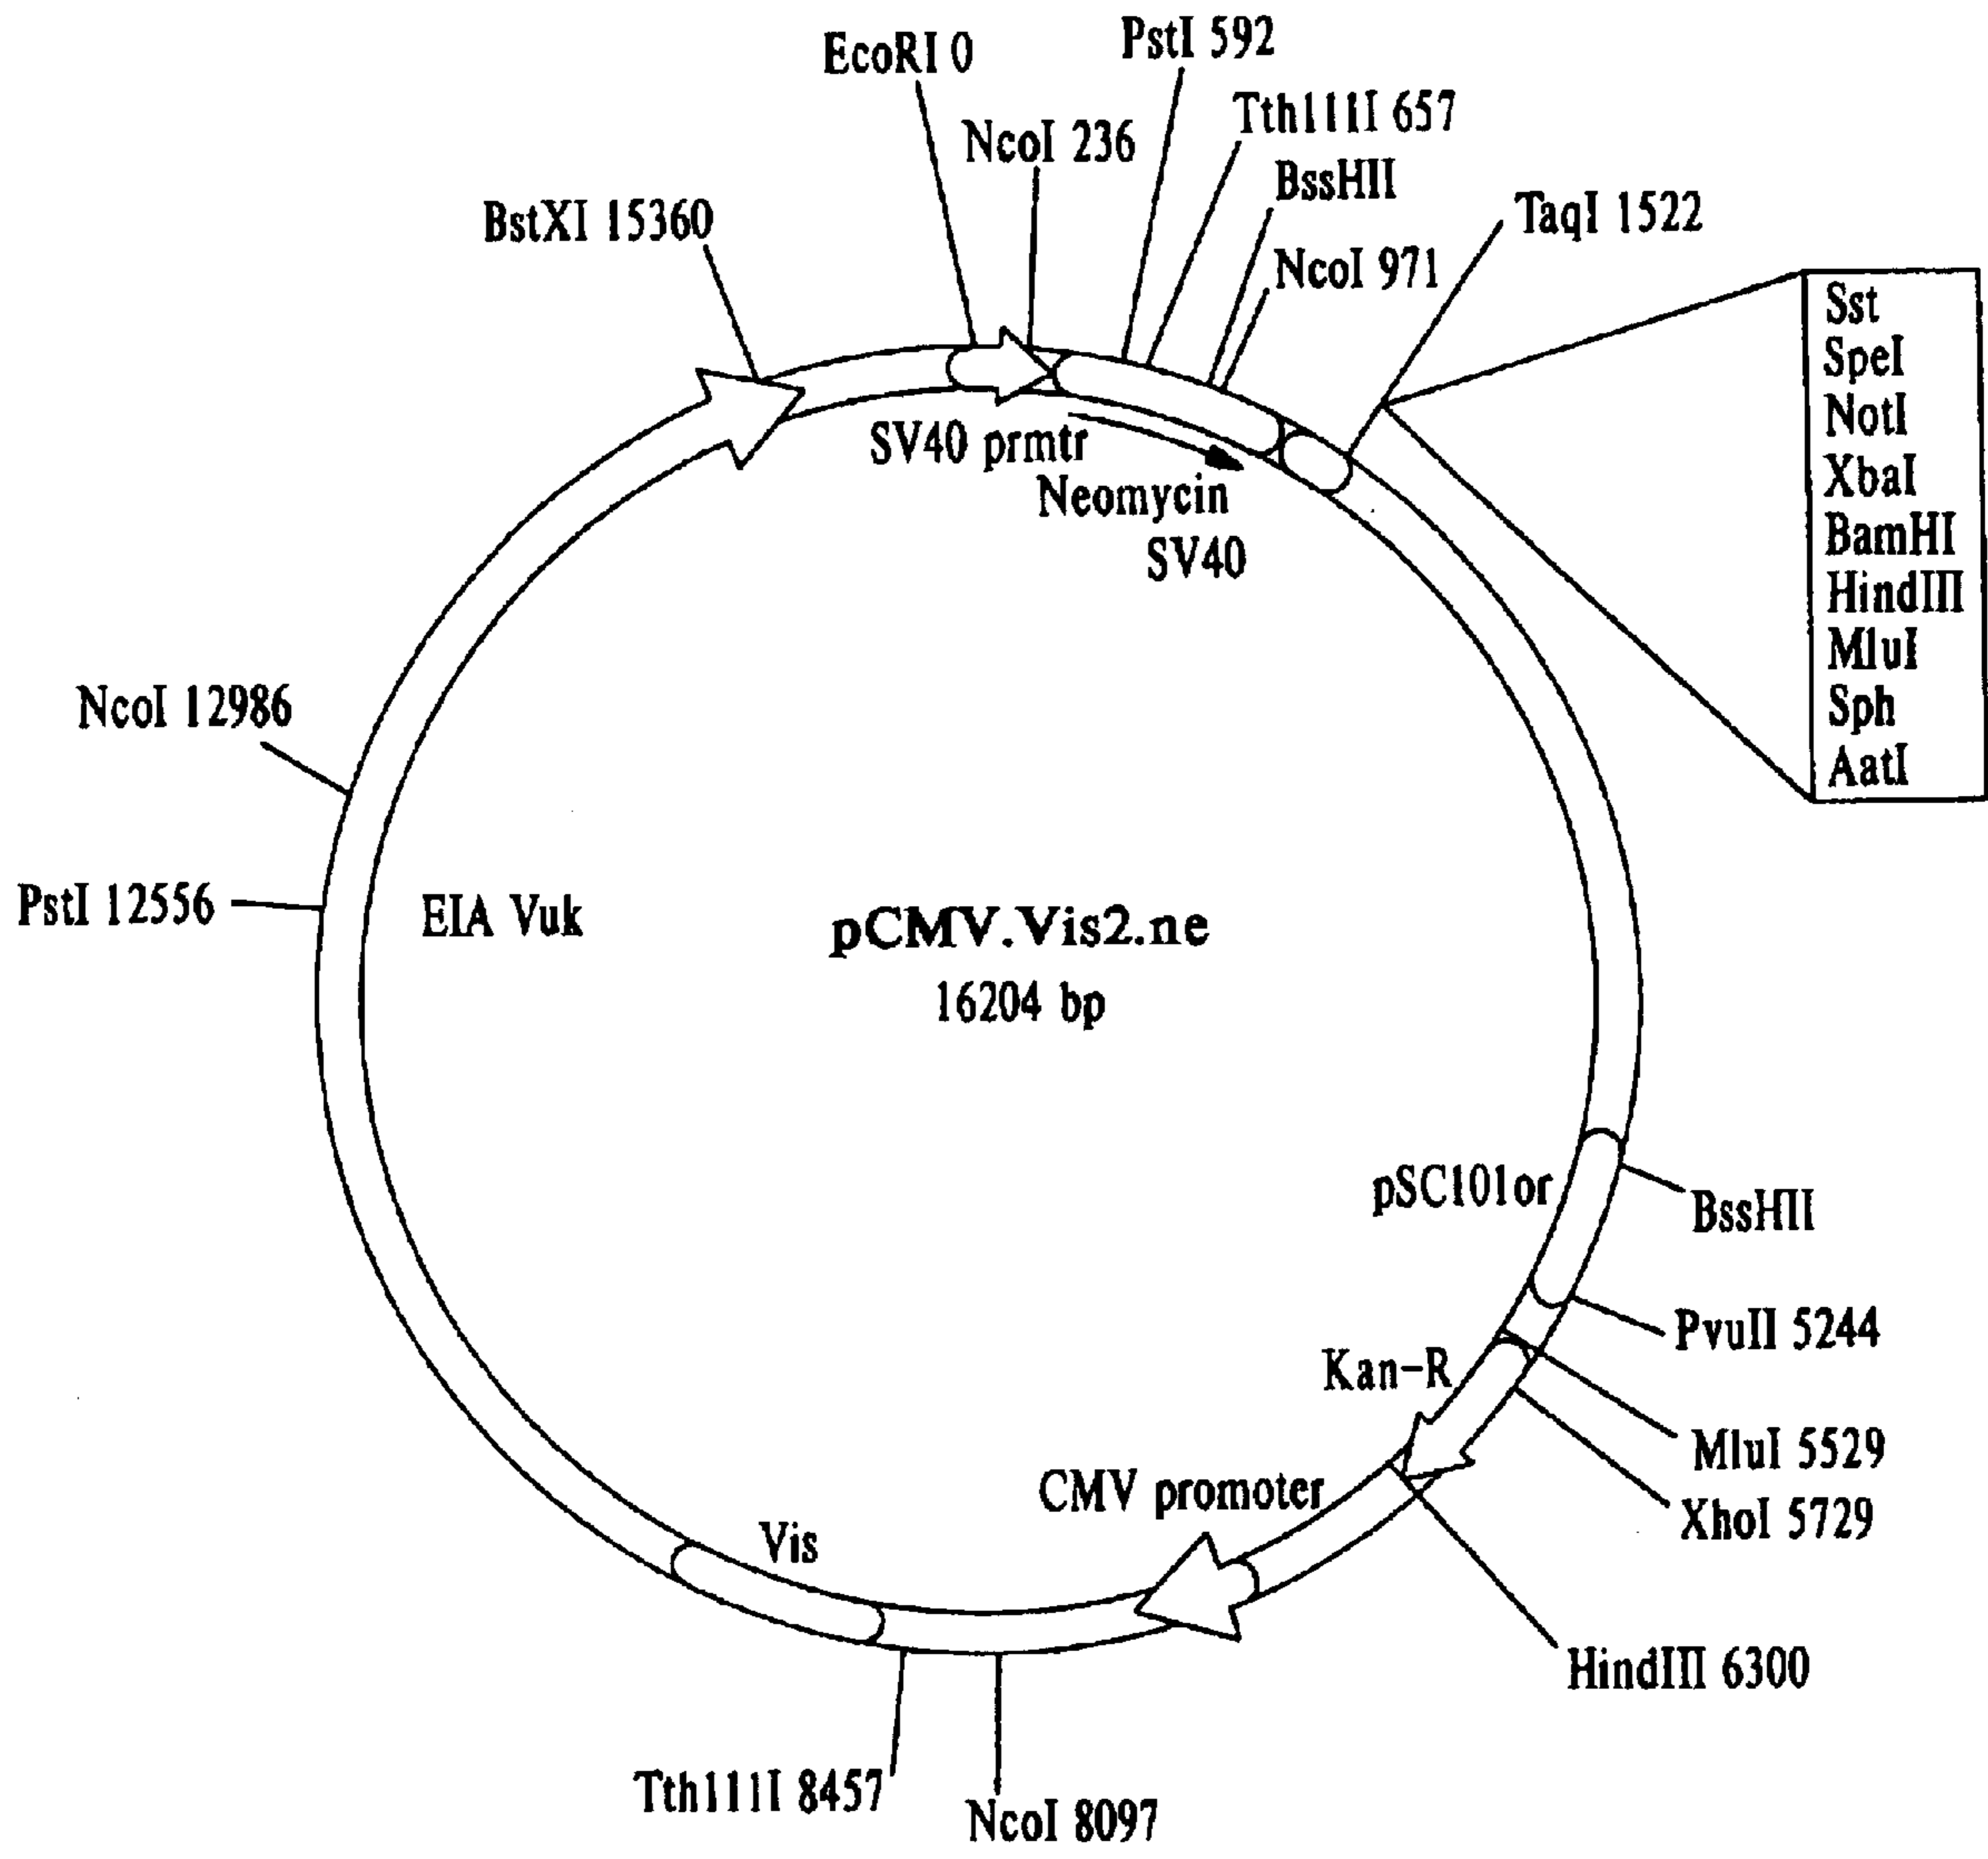 EcoRI 0
PstI 592
NcoI 236
Tth111I 657
BssHII
BstXI 15360
NcoI 971
TaqI 1522
Sst
SpeI
NotI
XbaI
BamHI
HindIII
MluI
Sph
AatI
SV40 prmtr
Neomycin
SV40
NcoI 12986
PstI 12556
EIA Vuk
pCMV.Vis2.ne
16204 bp
pSC101or
BssHII
PvuII 5244
Kan-R
MluI 5529
XhoI 5729
CMV promoter
Vis
HindIII 6300
Tth111I 8457
NcoI 8097